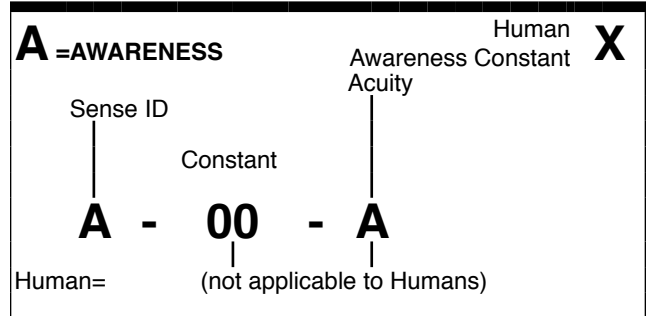 A =AWARENESS
Human
Awareness Constant
Acuity
X
Sense ID
Constant
A - 00 - A
Human= (not applicable to Humans)